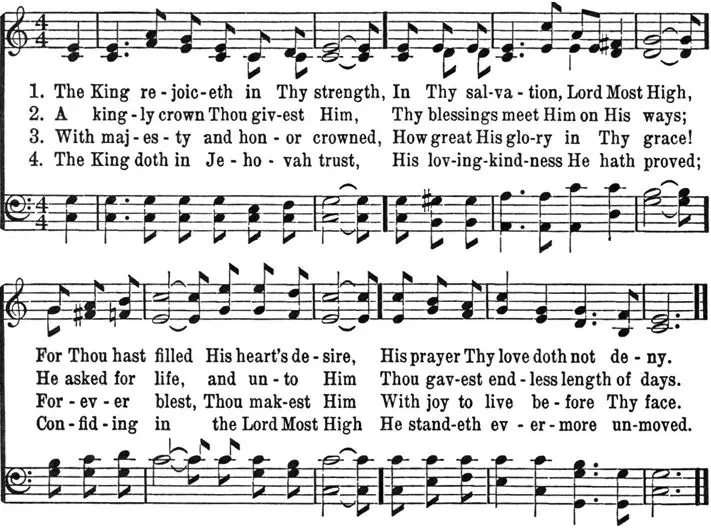 4 4
1. The King re-joic-eth in Thy strength, In Thy sal-va-tion, Lord Most High,
2. A king-ly crown Thou giv-est Him, Thy blessings meet Him on His ways;
3. With maj-es-ty and hon-or crowned, How great His glo-ry in Thy grace!
4. The King doth in Je-ho-vah trust, His lov-ing-kind-ness He hath proved;
4 4
For Thou hast filled His heart's de-sire, His prayer Thy love doth not de-ny.
He asked for life, and un-to Him Thou gav-est end-less length of days.
For-ev-er blest, Thou mak-est Him With joy to live be-fore Thy face.
Con-fid-ing in the Lord Most High He stand-eth ev-er-more un-moved.